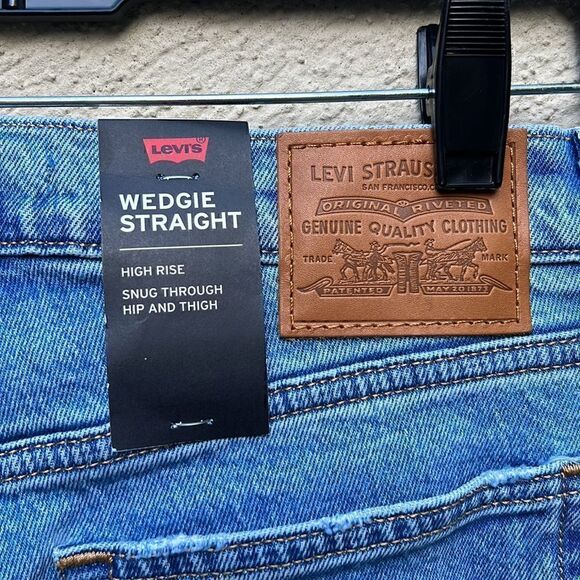 LEVI'S®
WEDGIE
STRAIGHT
HIGH RISE
SNUG THROUGH
HIP AND THIGH
LEVI STRAUSS
SAN FRANCISCO.C
ORIGINAL RIVETED
GENUINE QUALITY CLOTHING
TRADE MARK
PATENTED MAY 20 1873